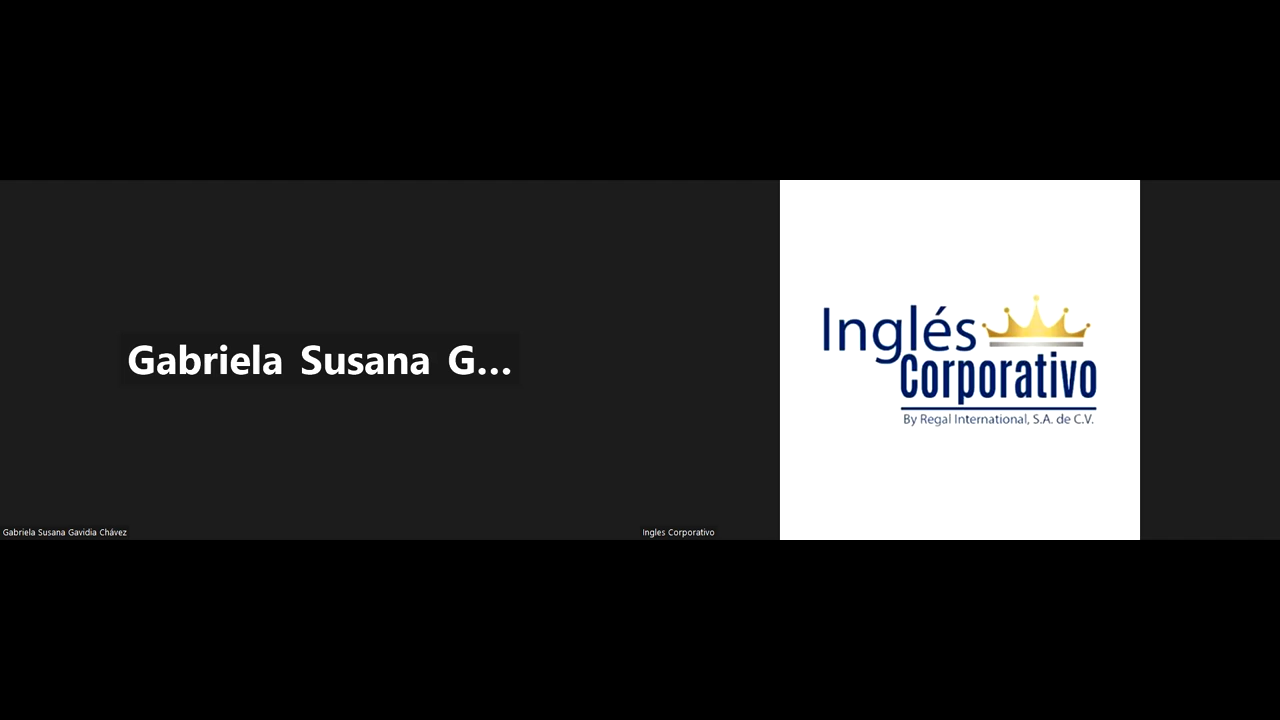 Gabriela Susana G...
Inglés
Corporativo
By Regal International, S.A. de C.V.
Gabriela Susana Gavidia Chávez
Ingles Corporativo